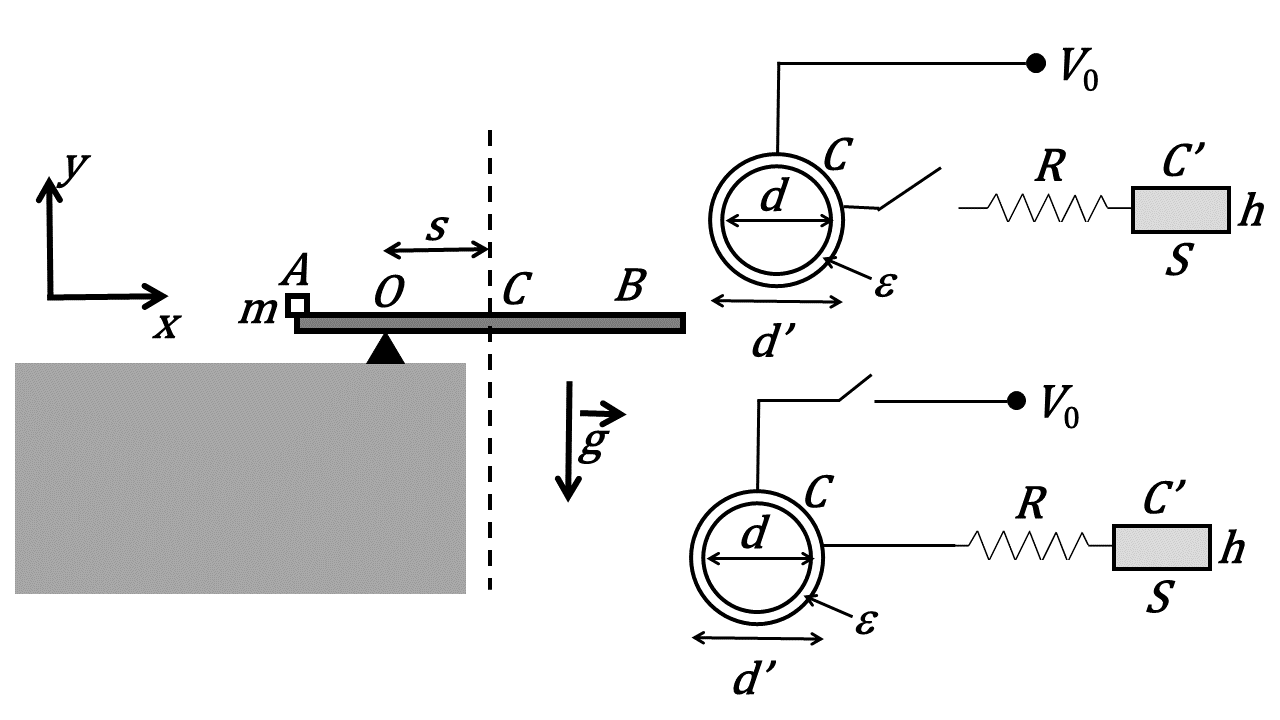 y
x
s
A
m
O
C
B
g
V₀
C
d
ε
d’
R
C’
h
S
V₀
C
d
ε
d’
R
C’
h
S